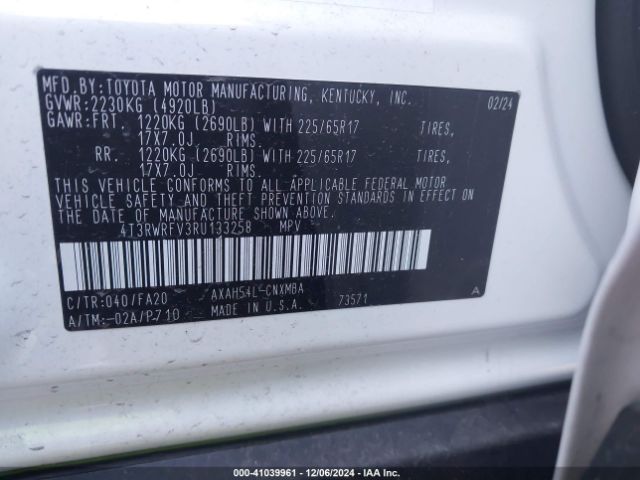 MFD.BY:TOYOTA MOTOR MANUFACTURING, KENTUCKY, INC. 02/24
GVWR:2230KG (4920LB)
GAWR:FRT. 1220KG (2690LB) WITH 225/65R17 TIRES,
17X7.0J RIMS.
RR. 1220KG (2690LB) WITH 225/65R17 TIRES,
17X7.0J RIMS.
THIS VEHICLE CONFORMS TO ALL APPLICABLE FEDERAL MOTOR
VEHICLE SAFETY AND THEFT PREVENTION STANDARDS IN EFFECT ON
THE DATE OF MANUFACTURE SHOWN ABOVE.
4T3RWRFV3RU133258 MPV
C/TR:040/FA20 AXAH54L-CNXMBA
A/TM:-02A/P710 MADE IN U.S.A. 73571 A
000-41039961 - 12/06/2024 - IAA Inc.